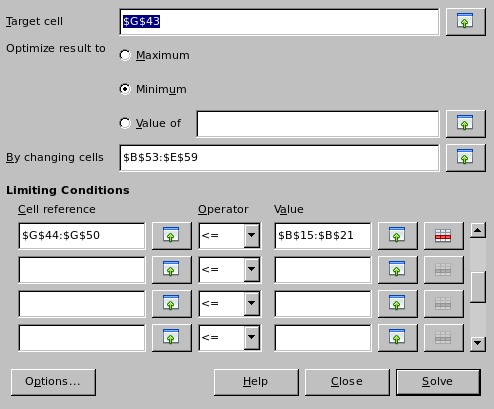 Target cell $G$43
Optimize result to
Maximum
Minimum
Value of
By changing cells $B$53:$E$59
Limiting Conditions
Cell reference Operator Value
$G$44:$G$50 <= $B$15:$B$21
<=
<=
<=
Options... Help Close Solve